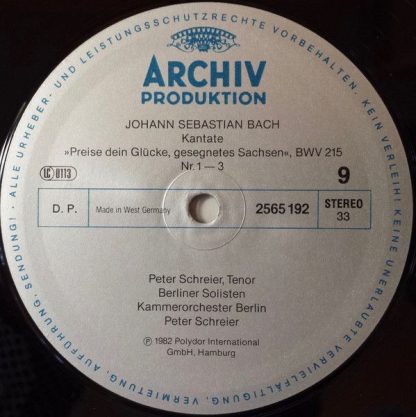 ALLE URHEBER- UND LEISTUNGSSCHUTZRECHTE VORBEHALTEN. KEIN VERLEIH! KEINE UNERLAUBTE VERVIELFÄLTIGUNG, VERMIETUNG, AUFFÜHRUNG, SENDUNG!
ARCHIV
PRODUKTION
JOHANN SEBASTIAN BACH
Kantate
»Preise dein Glücke, gesegnetes Sachsen«, BWV 215
Nr. 1 — 3
LC 0113
9
D. P.
Made in West Germany
2565 192
STEREO
33
Peter Schreier, Tenor
Berliner Solisten
Kammerorchester Berlin
Peter Schreier
Ⓟ 1982 Polydor International
GmbH, Hamburg